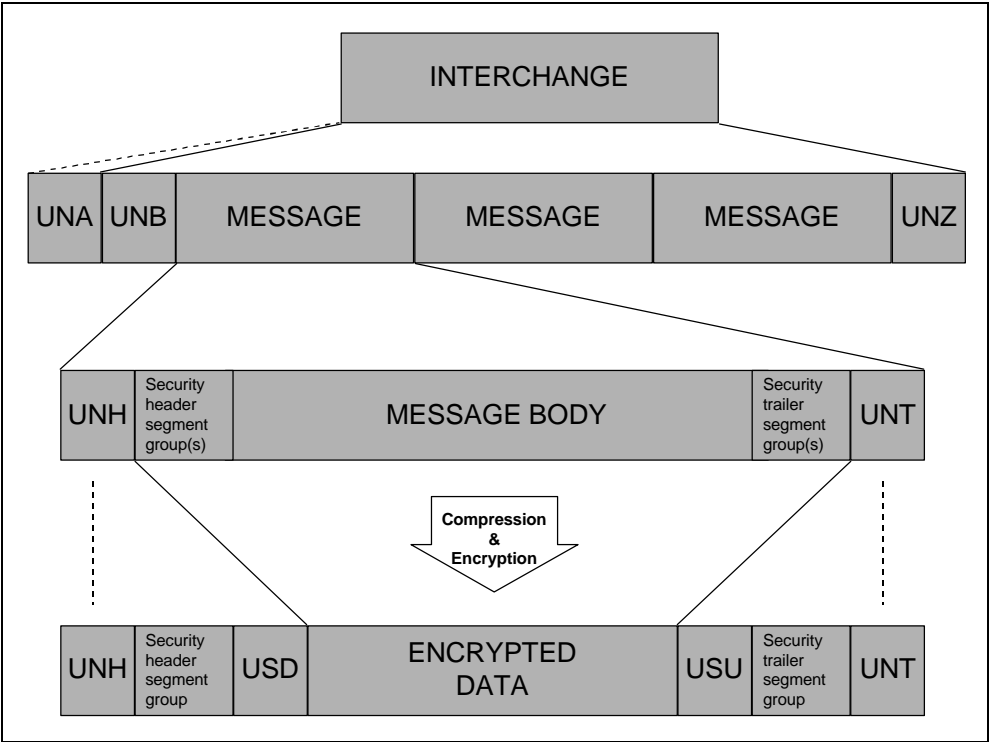 INTERCHANGE
UNA UNB MESSAGE MESSAGE MESSAGE UNZ
UNH
Security
header
segment
group(s)
MESSAGE BODY
Security
trailer
segment
group(s)
UNT
Compression
&
Encryption
UNH
Security
header
segment
group
USD
ENCRYPTED
DATA
USU
Security
trailer
segment
group
UNT